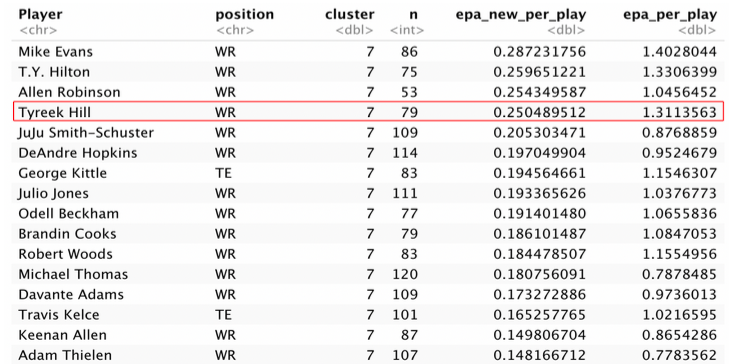 Player position cluster n epa_new_per_play epa_per_play
<chr> <chr> <dbl> <int> <dbl> <dbl>
Mike Evans WR 7 86 0.287231756 1.4028044
T.Y. Hilton WR 7 75 0.259651221 1.3306399
Allen Robinson WR 7 53 0.254349587 1.0456452
Tyreek Hill WR 7 79 0.250489512 1.3113563
JuJu Smith-Schuster WR 7 109 0.205303471 0.8768859
DeAndre Hopkins WR 7 114 0.197049904 0.9524679
George Kittle TE 7 83 0.194564661 1.1546307
Julio Jones WR 7 111 0.193365626 1.0376773
Odell Beckham WR 7 77 0.191401480 1.0655836
Brandin Cooks WR 7 79 0.186101487 1.0847053
Robert Woods WR 7 83 0.184478507 1.1554956
Michael Thomas WR 7 120 0.180756091 0.7878485
Davante Adams WR 7 109 0.173272886 0.9736013
Travis Kelce TE 7 101 0.165257765 1.0216595
Keenan Allen WR 7 87 0.149806704 0.8654286
Adam Thielen WR 7 107 0.148166712 0.7783562